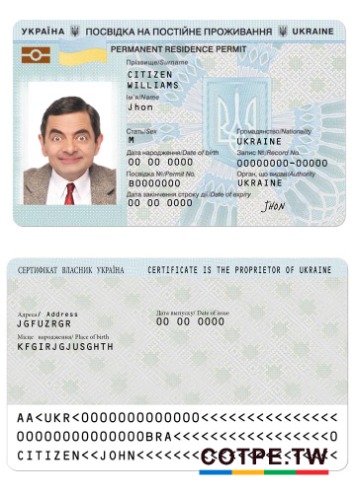 УКРАЇНА ПОСВІДКА НА ПОСТІЙНЕ ПРОЖИВАННЯ UKRAINE
PERMANENT RESIDENCE PERMIT
Прізвище/Surname
CITIZEN
WILLIAMS
Ім'я/Name
Jhon
Стать/Sex
M
Громадянство/Nationality
UKRAINE
Дата народження/Date of birth
00 00 0000
Запис №/Record No.
00000000-00000
Посвідка №/Permit No.
B0000000
Орган, що видав/Authority
UKRAINE
Дата закінчення строку дії/Date of expiry
00 00 0000
JHON
СЕРТИФІКАТ ВЛАСНИК УКРАЇНА CERTIFICATE IS THE PROPRIETOR OF UKRAINE
Адреса/ Address
JGFUZRGR
Дата випуску/ Date of issue
00 00 0000
Місце народження/ Place of birth
KFGIRJGJUSGHTH
AA<UKR<0000000000000<<<<<<<<<<<<<<<
00000000000000BRA<<<<<<<<<<<<<0
CITIZEN<<JOHN<<<<<<<<<<<<<<<<<<
COTPE.TW